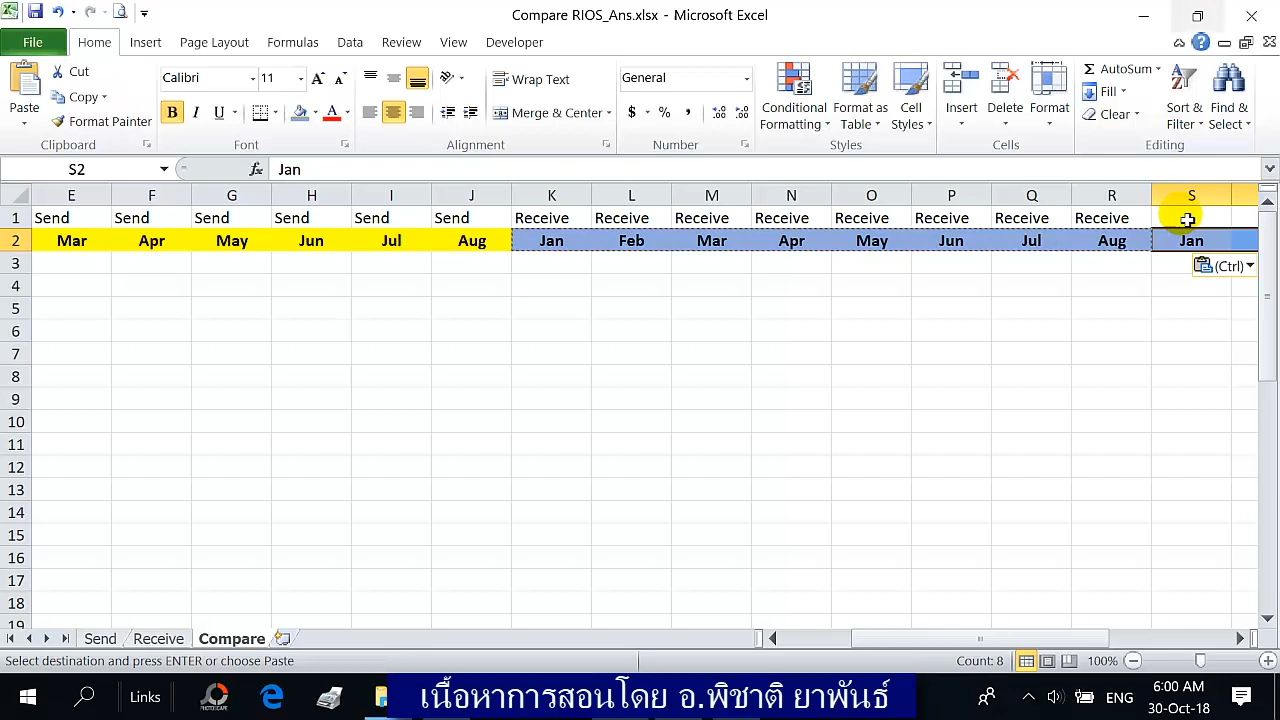 Compare RIOS_Ans.xlsx - Microsoft Excel
File Home Insert Page Layout Formulas Data Review View Developer
Paste Cut Copy Format Painter Clipboard
Calibri 11 B I U A A A Font
Wrap Text Merge & Center Alignment
General $ % , .0 .00 .00 .0 Number
Conditional Formatting Format as Table Cell Styles Styles
Insert Delete Format Cells
Σ AutoSum Fill Clear Sort & Filter Find & Select Editing
S2 fx Jan
E F G H I J K L M N O P Q R S
1 Send Send Send Send Send Send Receive Receive Receive Receive Receive Receive Receive Receive
2 Mar Apr May Jun Jul Aug Jan Feb Mar Apr May Jun Jul Aug Jan
3 (Ctrl)
4
5
6
7
8
9
10
11
12
13
14
15
16
17
18
19
Send Receive Compare
Select destination and press ENTER or choose Paste Count: 8 100%
Links PHOTOSCAPE เนื้อหาการสอนโดย อ.พิชาติ ยาพันธ์ ENG 6:00 AM
30-Oct-18